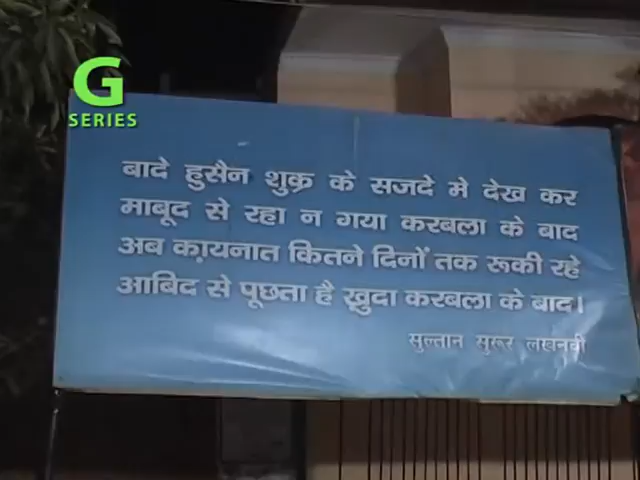 G
SERIES
बादे हुसैन शुक्र के सजदे मे देख कर
माबूद से रहा न गया करबला के बाद
अब का़यनात कितने दिनों तक रूकी रहे
आबिद से पूछता है ख़ुदा करबला के बाद।
सुल्तान सुरूर लखनवी